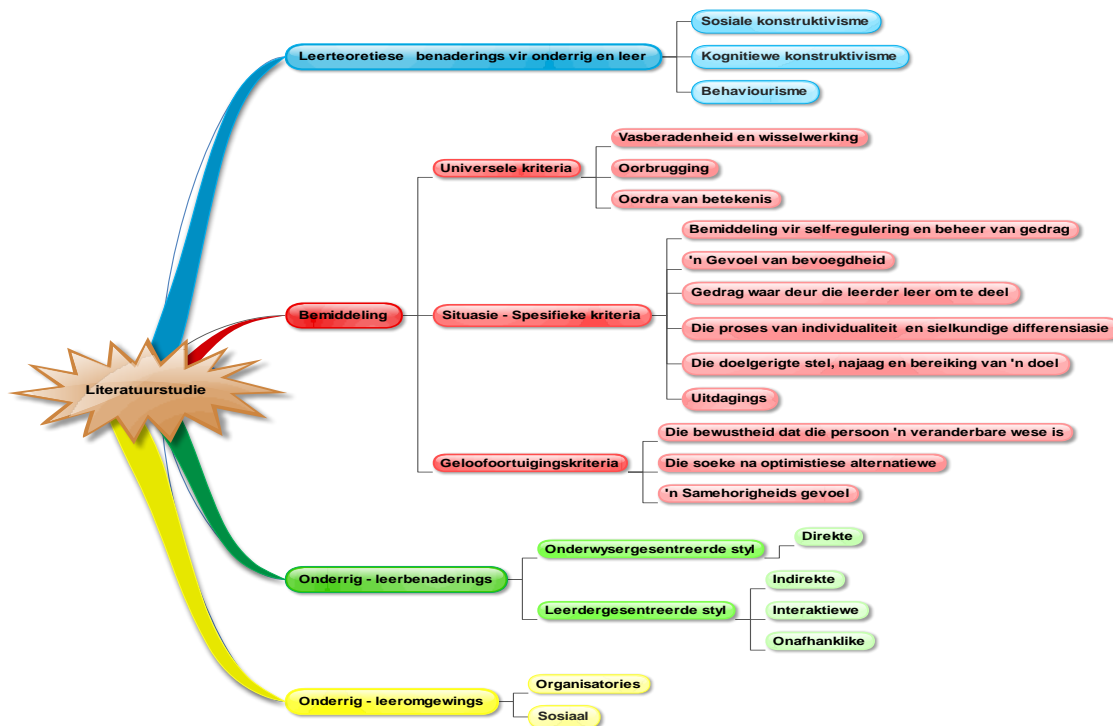 Literatuurstudie
Leerteoretiese benaderings vir onderrig en leer
Sosiale konstruktivisme
Kognitiewe konstruktivisme
Behaviourisme
Bemiddeling
Universele kriteria
Vasberadenheid en wisselwerking
Oorbrugging
Oordra van betekenis
Situasie - Spesifieke kriteria
Bemiddeling vir self-regulering en beheer van gedrag
'n Gevoel van bevoegdheid
Gedrag waar deur die leerder leer om te deel
Die proses van individualiteit en sielkundige differensiasie
Die doelgerigte stel, najaag en bereiking van 'n doel
Uitdagings
Geloofoortuigingskriteria
Die bewustheid dat die persoon 'n veranderbare wese is
Die soeke na optimistiese alternatiewe
'n Samehorigheids gevoel
Onderrig - leerbenaderings
Onderwysergesentreerde styl
Direkte
Leerdergesentreerde styl
Indirekte
Interaktiewe
Onafhanklike
Onderrig - leeromgewings
Organisatories
Sosiaal